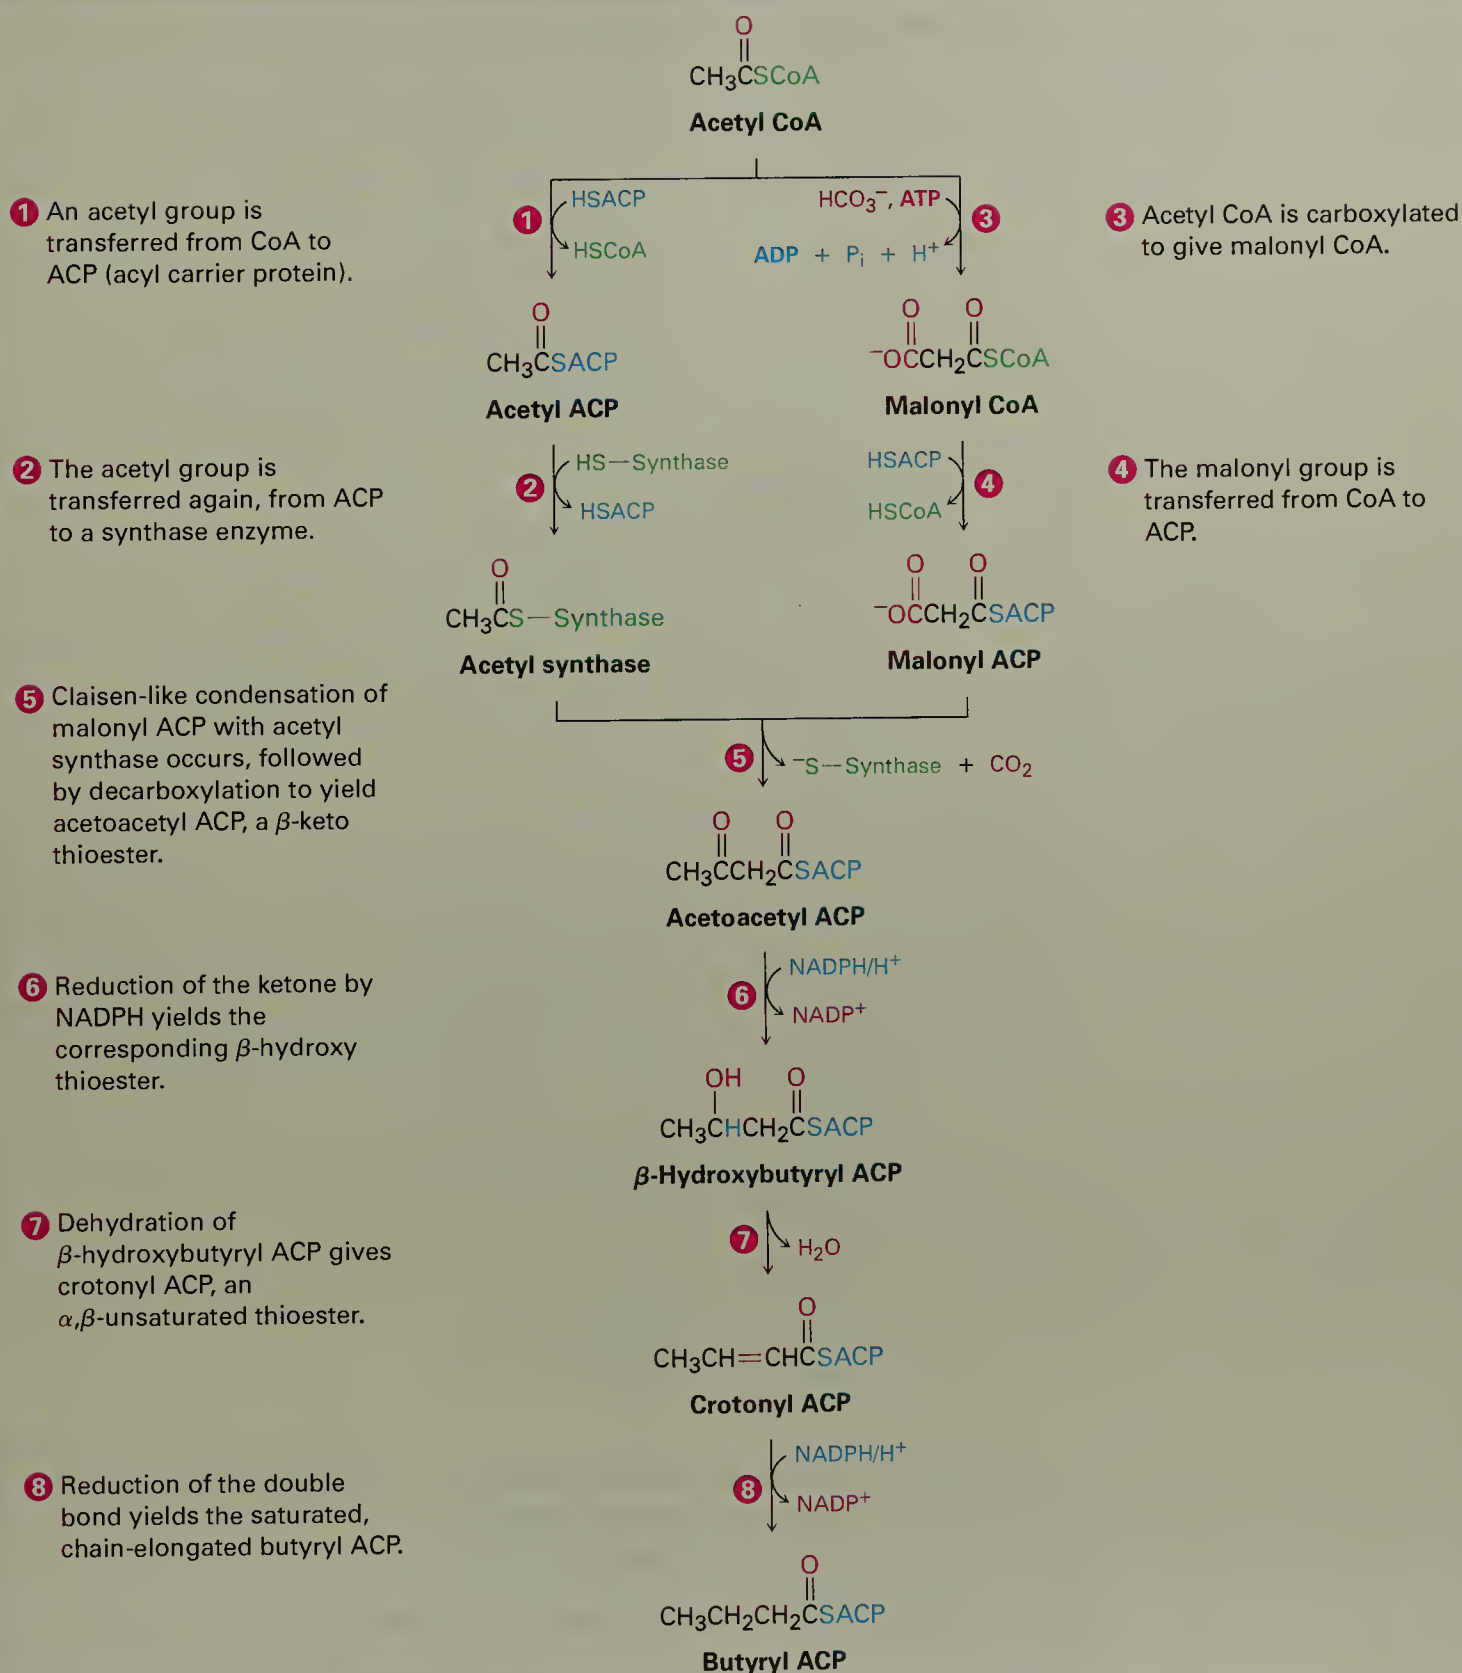 O
||
CH₃CSCoA
Acetyl CoA
1 An acetyl group is
transferred from CoA to
ACP (acyl carrier protein).
1
HSACP
HSCoA
HCO₃⁻, ATP
ADP + Pᵢ + H⁺
3
3 Acetyl CoA is carboxylated
to give malonyl CoA.
O
||
CH₃CSACP
Acetyl ACP
O O
|| ||
⁻OCCH₂CSCoA
Malonyl CoA
2 The acetyl group is
transferred again, from ACP
to a synthase enzyme.
2
HS—Synthase
HSACP
HSACP
HSCoA
4
4 The malonyl group is
transferred from CoA to
ACP.
O
||
CH₃CS—Synthase
Acetyl synthase
O O
|| ||
⁻OCCH₂CSACP
Malonyl ACP
5 Claisen-like condensation of
malonyl ACP with acetyl
synthase occurs, followed
by decarboxylation to yield
acetoacetyl ACP, a β-keto
thioester.
5
⁻S—Synthase + CO₂
O O
|| ||
CH₃CCH₂CSACP
Acetoacetyl ACP
6 Reduction of the ketone by
NADPH yields the
corresponding β-hydroxy
thioester.
6
NADPH/H⁺
NADP⁺
OH O
| ||
CH₃CHCH₂CSACP
β-Hydroxybutyryl ACP
7 Dehydration of
β-hydroxybutyryl ACP gives
crotonyl ACP, an
α,β-unsaturated thioester.
7
H₂O
O
||
CH₃CH=CHCSACP
Crotonyl ACP
8 Reduction of the double
bond yields the saturated,
chain-elongated butyryl ACP.
8
NADPH/H⁺
NADP⁺
O
||
CH₃CH₂CH₂CSACP
Butyryl ACP